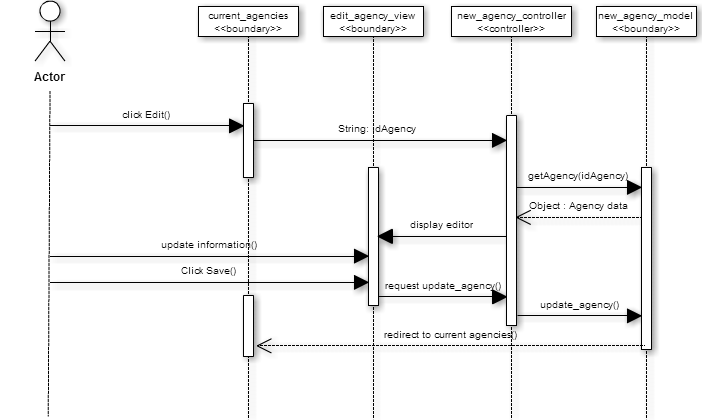 current_agencies
<<boundary>>
edit_agency_view
<<boundary>>
new_agency_controller
<<controller>>
new_agency_model
<<boundary>>
Actor
click Edit()
String: idAgency
getAgency(idAgency)
Object : Agency data
display editor
update information()
Click Save()
request update_agency()
update_agency()
redirect to current agencies()